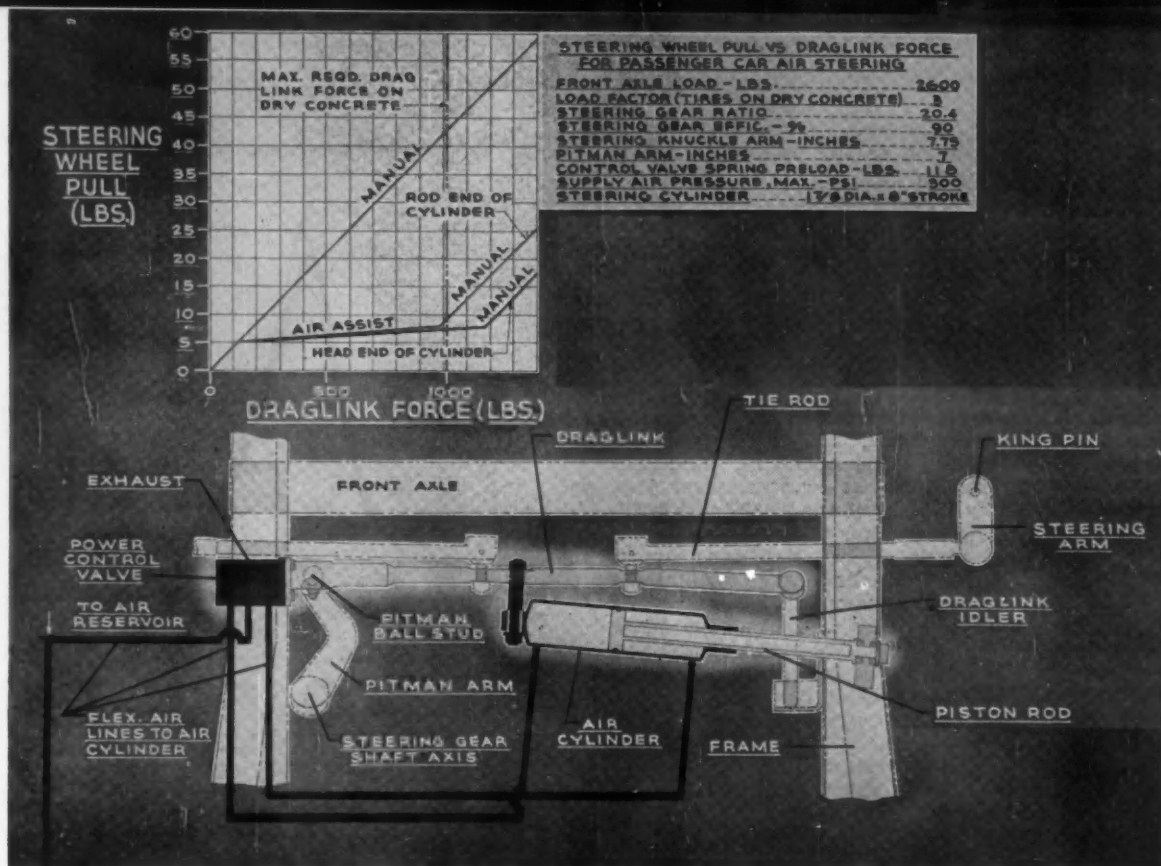 60
55
50
45
40
35
30
25
20
15
10
5
0
STEERING
WHEEL
PULL
(LBS.)
MAX. REQD. DRAG
LINK FORCE ON
DRY CONCRETE
MANUAL
ROD END OF
CYLINDER
MANUAL
MANUAL
AIR ASSIST
HEAD END OF CYLINDER
0
500
1000
DRAGLINK FORCE (LBS.)
STEERING WHEEL PULL VS DRAGLINK FORCE
FOR PASSENGER CAR AIR STEERING
FRONT AXLE LOAD - LBS. 2600
LOAD FACTOR (TIRES ON DRY CONCRETE)
STEERING GEAR RATIO 20.4
STEERING GEAR EFFIC. - % 90
STEERING KNUCKLE ARM - INCHES 7.75
PITMAN ARM - INCHES 7
CONTROL VALVE SPRING PRELOAD - LBS.
SUPPLY AIR PRESSURE, MAX. - PSI
STEERING CYLINDER 1 7/8 DIA. x 8" STROKE
TIE ROD
DRAGLINK
KING PIN
EXHAUST
FRONT AXLE
STEERING
ARM
POWER
CONTROL
VALVE
TO AIR
RESERVOIR
PITMAN
BALL STUD
DRAGLINK
IDLER
PITMAN ARM
FLEX. AIR
LINES TO AIR
CYLINDER
STEERING GEAR
SHAFT AXIS
AIR
CYLINDER
FRAME
PISTON ROD